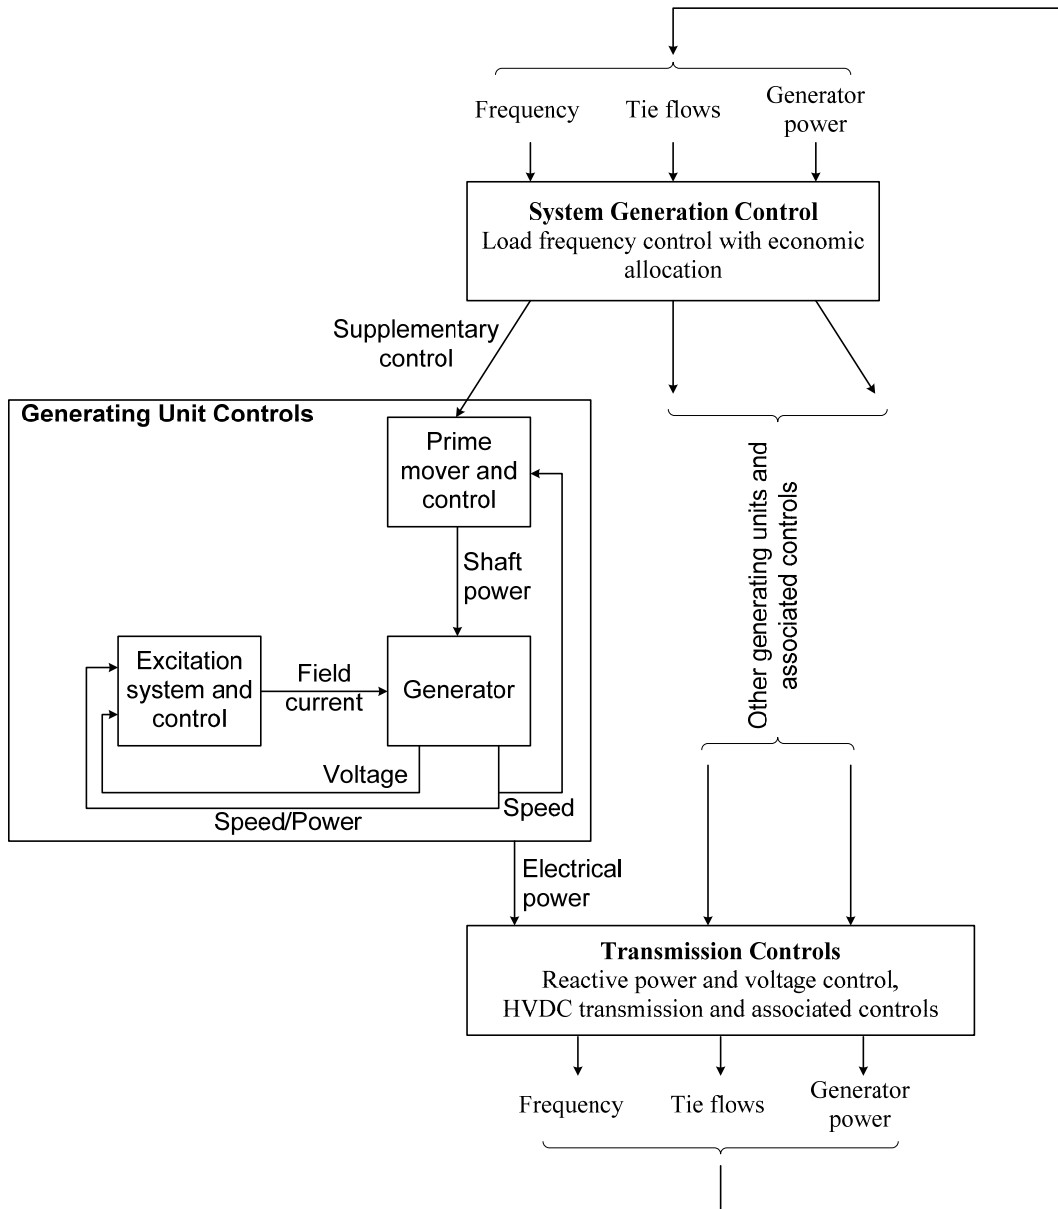 Frequency
Tie flows
Generator
power
System Generation Control
Load frequency control with economic
allocation
Supplementary
control
Generating Unit Controls
Prime
mover and
control
Shaft
power
Excitation
system and
control
Field
current
Generator
Voltage
Speed
Speed/Power
Other generating units and
associated controls
Electrical
power
Transmission Controls
Reactive power and voltage control,
HVDC transmission and associated controls
Frequency
Tie flows
Generator
power